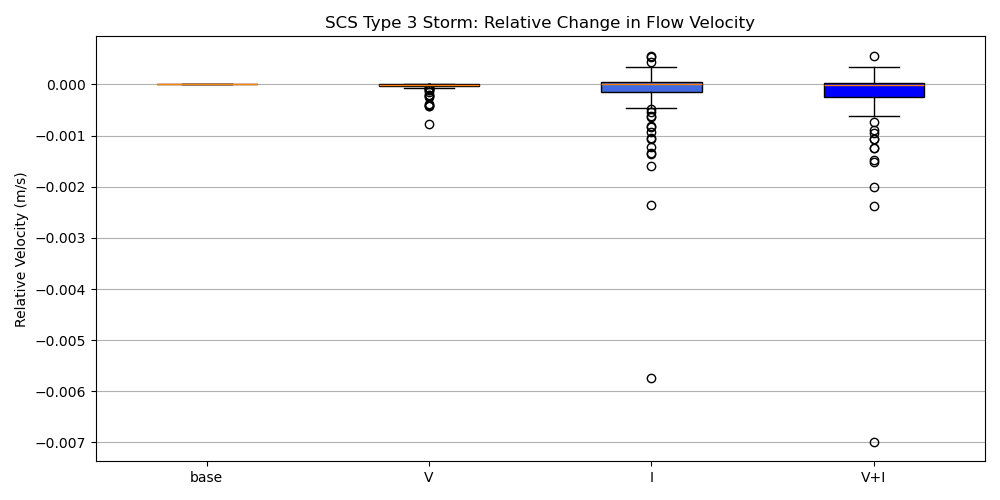 SCS Type 3 Storm: Relative Change in Flow Velocity
Relative Velocity (m/s)
0.000
−0.001
−0.002
−0.003
−0.004
−0.005
−0.006
−0.007
base
V
I
V+I